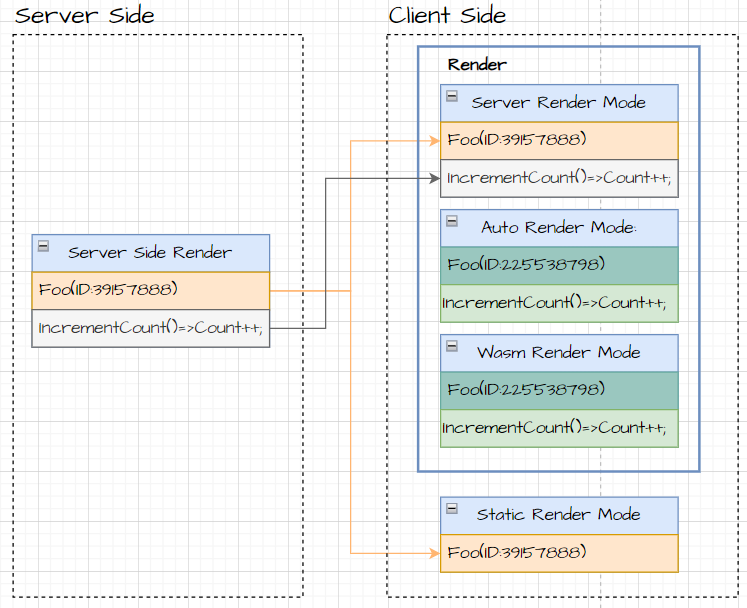 Server Side
Client Side
Render
Server Render Mode
Foo(ID:39157888)
IncrementCount()=>Count++;
Auto Render Mode:
Foo(ID:225538798)
IncrementCount()=>Count++;
Server Side Render
Foo(ID:39157888)
IncrementCount()=>Count++;
Wasm Render Mode
Foo(ID:225538798)
IncrementCount()=>Count++;
Static Render Mode
Foo(ID:39157888)